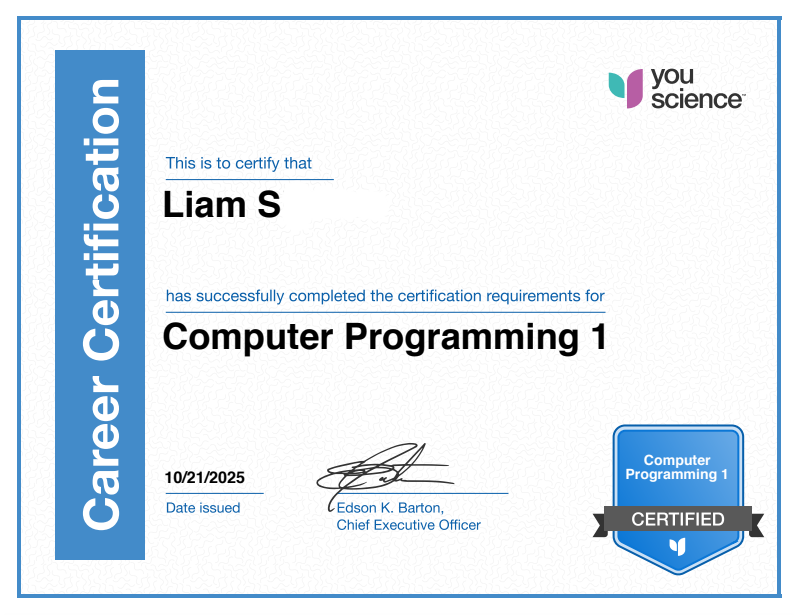 Career Certification
you
science™
This is to certify that
Liam S
has successfully completed the certification requirements for
Computer Programming 1
10/21/2025
Date issued
Edson K. Barton,
Chief Executive Officer
Computer
Programming 1
CERTIFIED